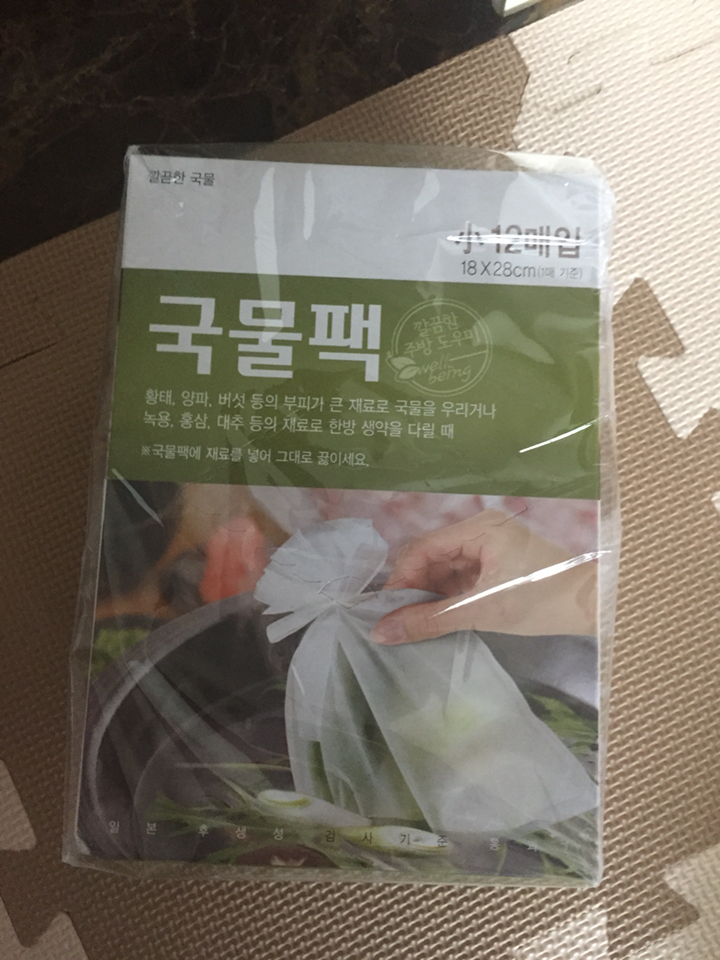 깔끔한 국물
小 12매입
18X28cm(1매 기준)
국물팩
깔끔한
주방 도우미
well
being
황태, 양파, 버섯 등의 부피가 큰 재료로 국물을 우리거나
녹용, 홍삼, 대추 등의 재료로 한방 생약을 다릴 때
※국물팩에 재료를 넣어 그대로 끓이세요.
일본후생성 검사기준